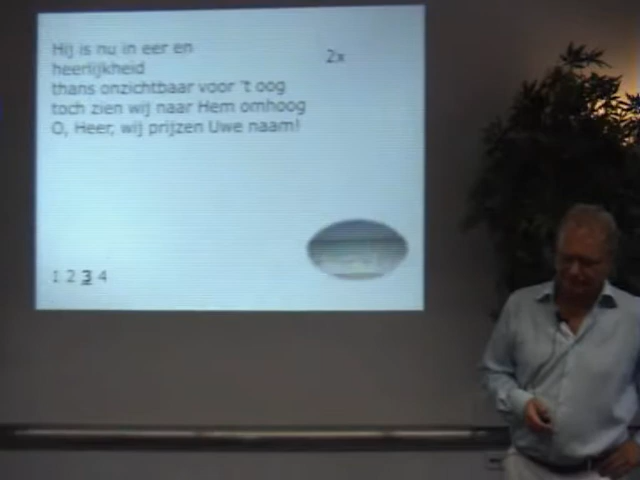 Hij is nu in eer en
heerlijkheid
thans onzichtbaar voor 't oog
toch zien wij naar Hem omhoog
O, Heer, wij prijzen Uwe naam!
2x
1 2 3 4